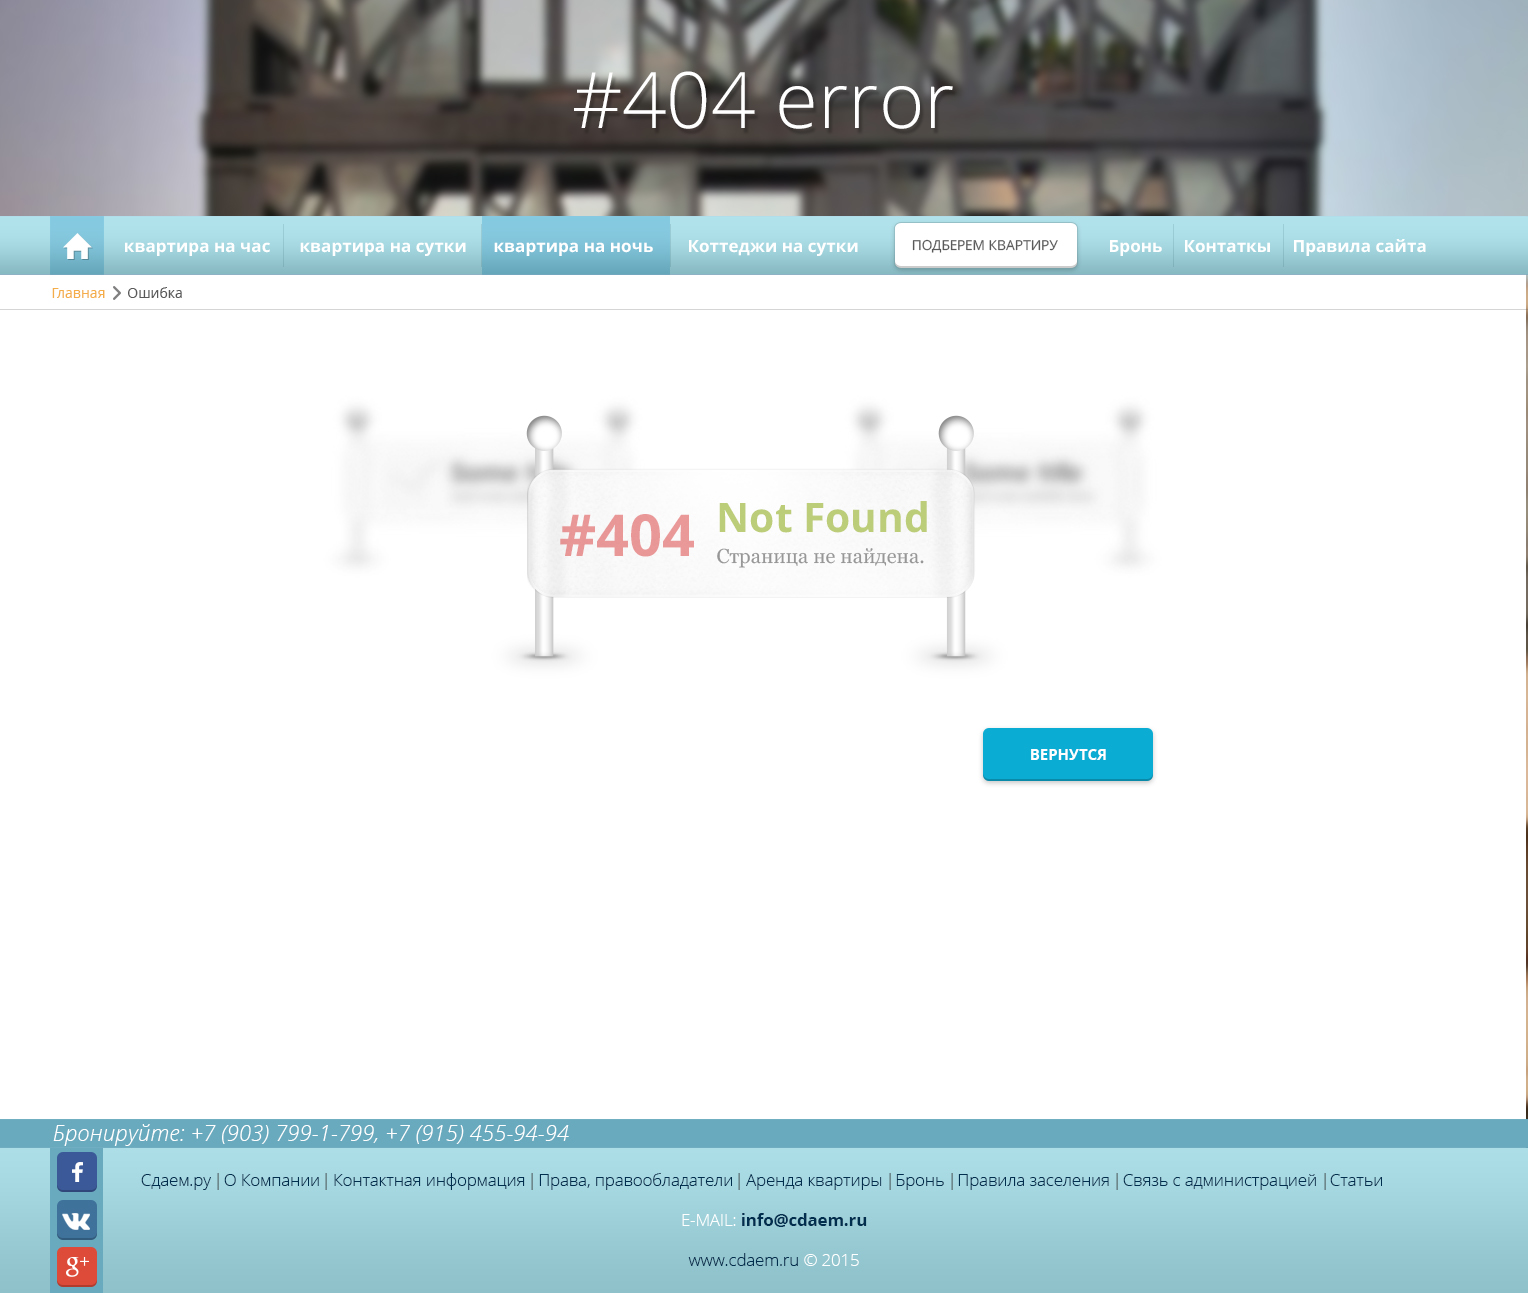 #404 error
квартира на час квартира на сутки квартира на ночь Коттеджи на сутки ПОДБЕРЕМ КВАРТИРУ Бронь Контаткы Правила сайта
Главная Ошибка
#404 Not Found
Страница не найдена.
ВЕРНУТСЯ
Бронируйте: +7 (903) 799-1-799, +7 (915) 455-94-94
f
Сдаем.ру | О Компании | Контактная информация | Права, правообладатели | Аренда квартиры | Бронь | Правила заселения | Связь с администрацией | Статьи
E-MAIL: info@cdaem.ru
www.cdaem.ru © 2015
g+